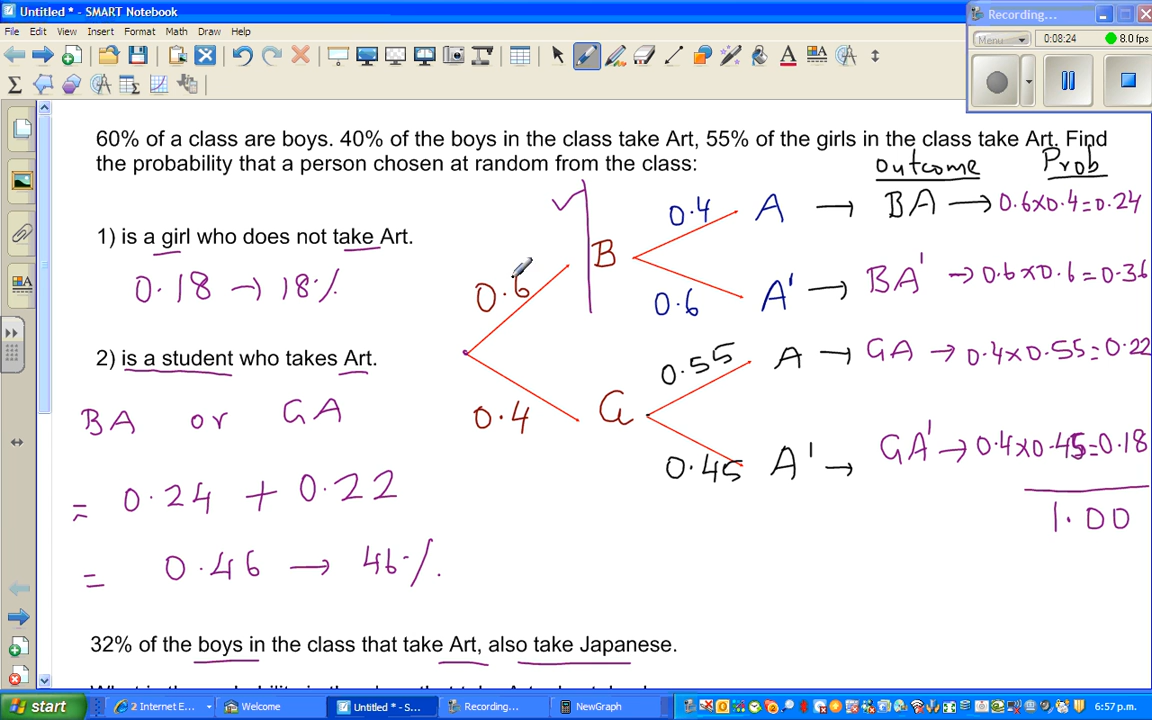 Untitled * - SMART Notebook
File Edit View Insert Format Math Draw Help
Recording...
Menu 0:08:24 8.0 fps
60% of a class are boys. 40% of the boys in the class take Art, 55% of the girls in the class take Art. Find
the probability that a person chosen at random from the class:
Outcome Prob
0.4 A → BA → 0.6×0.4=0.24
1) is a girl who does not take Art.
B
0.18 → 18%
0.6
0.6 A' → BA' → 0.6×0.6=0.36
2) is a student who takes Art.
0.55 A → GA → 0.4×0.55=0.22
BA or GA
0.4 G
0.45 A' → GA' → 0.4×0.45=0.18
= 0.24 + 0.22
1.00
= 0.46 → 46%.
32% of the boys in the class that take Art, also take Japanese.
start 2 Internet E... Welcome Untitled * - S... Recording... NewGraph 6:57 p.m.